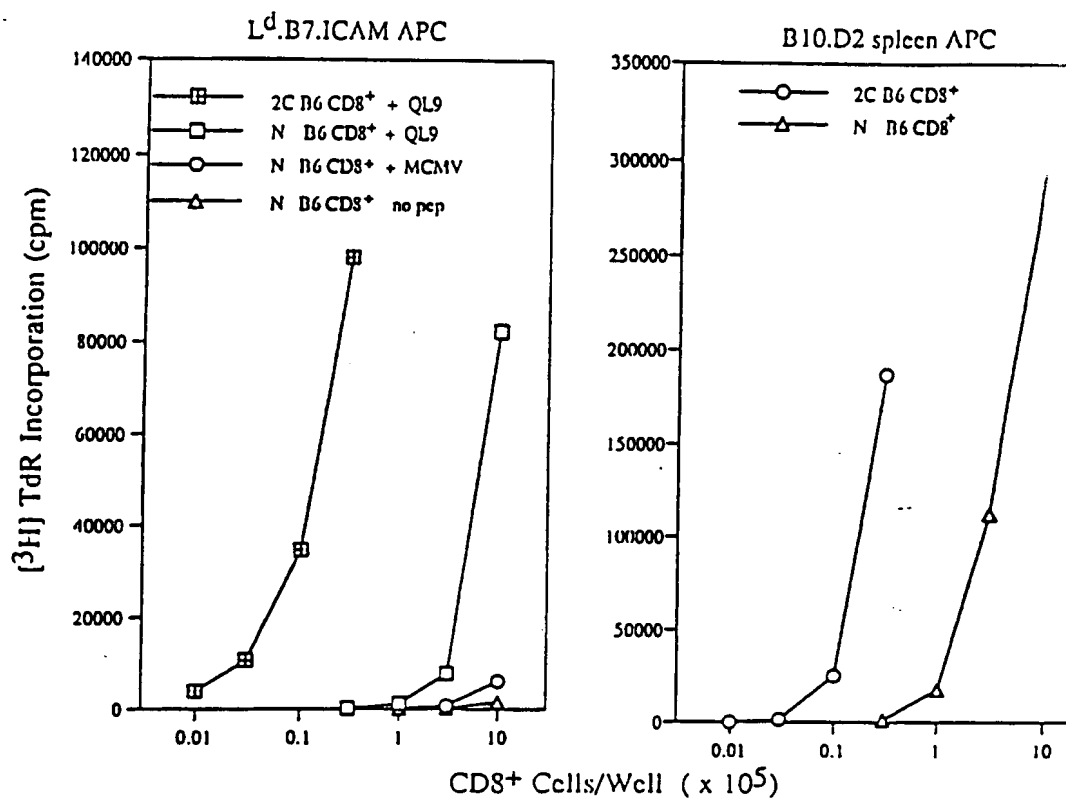 L^d.B7.ICAM APC
140000
120000
100000
80000
60000
40000
20000
0
2C B6 CD8+ + QL9
N B6 CD8+ + QL9
N B6 CD8+ + MCMV
N B6 CD8+ no pep
0.01 0.1 1 10
B10.D2 spleen APC
350000
300000
250000
200000
150000
100000
50000
0
2C B6 CD8+
N B6 CD8+
0.01 0.1 1 10
[3H] TdR Incorporation (cpm)
CD8+ Cells/Well ( x 10^5)